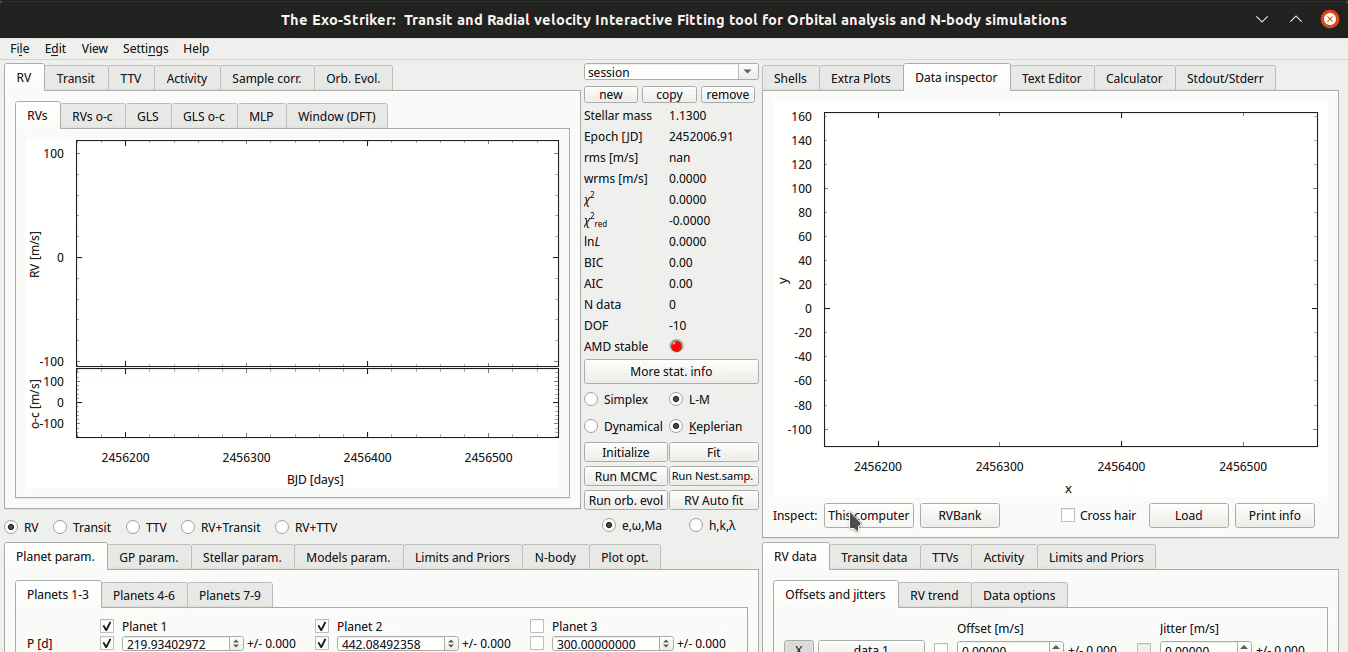 The Exo-Striker: Transit and Radial velocity Interactive Fitting tool for Orbital analysis and N-body simulations
File Edit View Settings Help
RV Transit TTV Activity Sample corr. Orb. Evol.
RVs RVs o-c GLS GLS o-c MLP Window (DFT)
100
0
-100
RV [m/s]
100
0
-100
o-c [m/s]
2456200 2456300 2456400 2456500
BJD [days]
session
new copy remove
Stellar mass 1.1300
Epoch [JD] 2452006.91
rms [m/s] nan
wrms [m/s] 0.0000
χ² 0.0000
χ²red -0.0000
lnL 0.0000
BIC 0.00
AIC 0.00
N data 0
DOF -10
AMD stable
More stat. info
Simplex L-M
Dynamical Keplerian
Initialize Fit
Run MCMC Run Nest.samp.
Run orb. evol RV Auto fit
e,ω,Ma h,k,λ
Shells Extra Plots Data inspector Text Editor Calculator Stdout/Stderr
160
140
120
100
80
60
40
20
0
-20
-40
-60
-80
-100
y
2456200 2456300 2456400 2456500
x
Inspect: This computer RVBank Cross hair Load Print info
RV Transit TTV RV+Transit RV+TTV
Planet param. GP param. Stellar param. Models param. Limits and Priors N-body Plot opt.
Planets 1-3 Planets 4-6 Planets 7-9
Planet 1 Planet 2 Planet 3
P [d] 219.93402972 +/- 0.000 442.08492358 +/- 0.000 300.00000000 +/- 0.000
RV data Transit data TTVs Activity Limits and Priors
Offsets and jitters RV trend Data options
Offset [m/s] Jitter [m/s]
X data 1 0.00000 +/- 0.000 0.00000 +/- 0.000